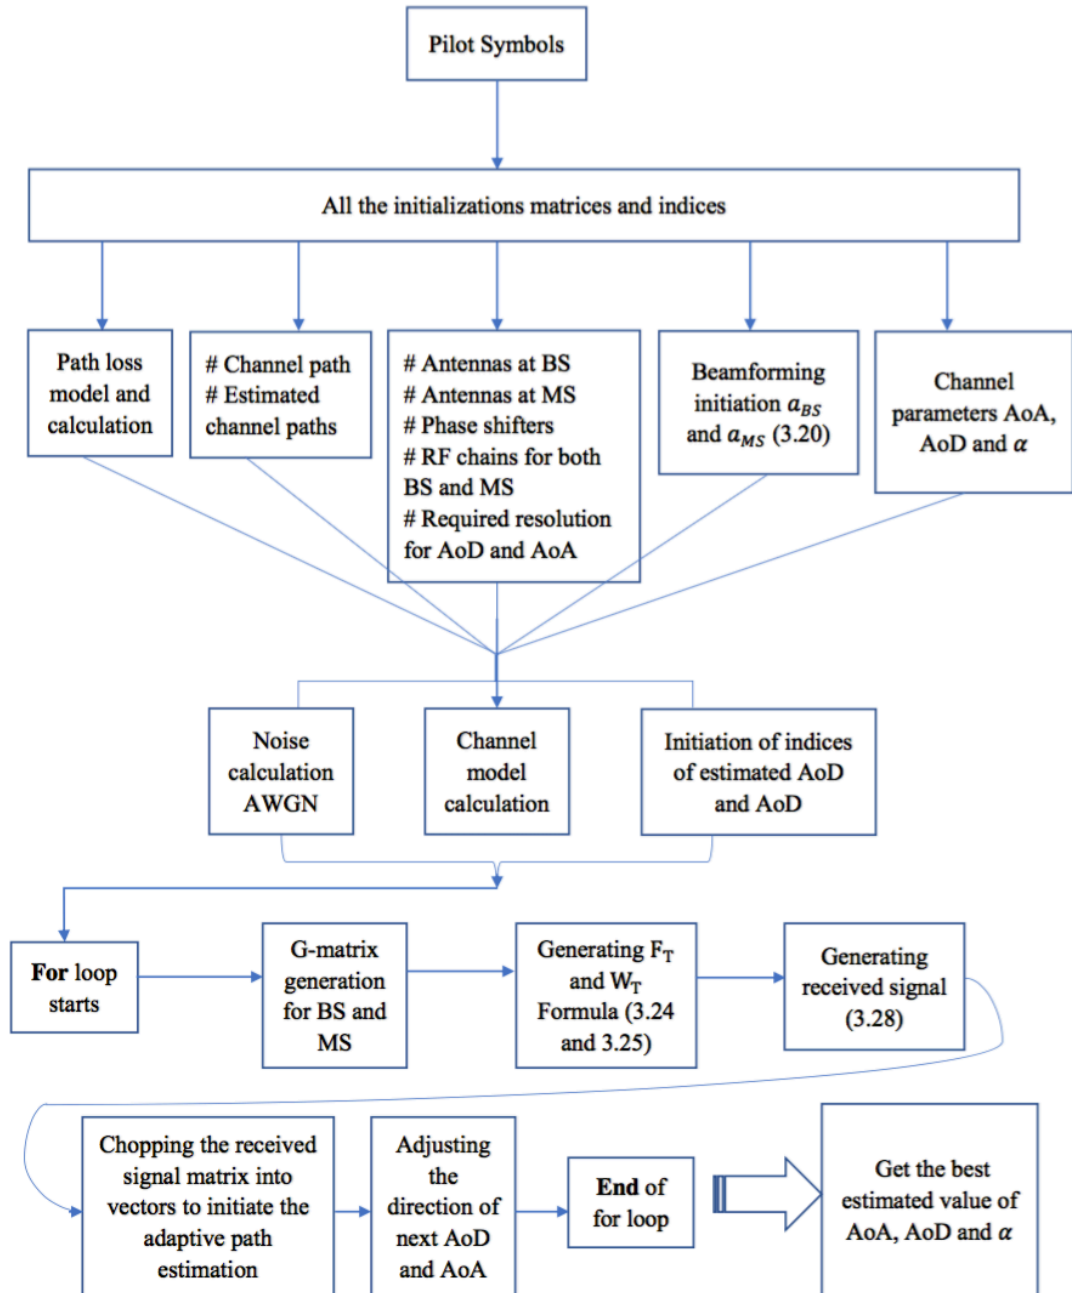 Pilot Symbols
All the initializations matrices and indices
Path loss
model and
calculation
# Channel path
# Estimated
channel paths
# Antennas at BS
# Antennas at MS
# Phase shifters
# RF chains for both
BS and MS
# Required resolution
for AoD and AoA
Beamforming
initiation a_BS
and a_MS (3.20)
Channel
parameters AoA,
AoD and α
Noise
calculation
AWGN
Channel
model
calculation
Initiation of indices
of estimated AoD
and AoD
For loop
starts
G-matrix
generation
for BS and
MS
Generating F_T
and W_T
Formula (3.24
and 3.25)
Generating
received signal
(3.28)
Chopping the received
signal matrix into
vectors to initiate the
adaptive path
estimation
Adjusting
the
direction of
next AoD
and AoA
End of
for loop
Get the best
estimated value of
AoA, AoD and α